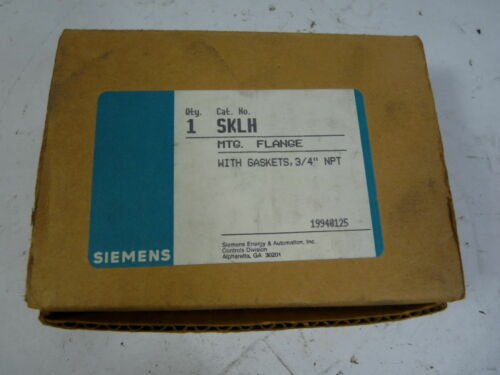 Qty. Cat. No.
1 SKLH
MTG. FLANGE
WITH GASKETS, 3/4" NPT
19940125
Siemens Energy & Automation, Inc.
Controls Division
Alpharetta, GA 30201
SIEMENS